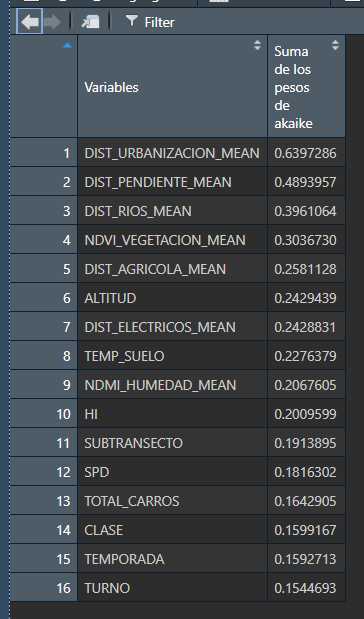 Filter
Variables
Suma
de los
pesos
de
akaike
1 DIST_URBANIZACION_MEAN 0.6397286
2 DIST_PENDIENTE_MEAN 0.4893957
3 DIST_RIOS_MEAN 0.3961064
4 NDVI_VEGETACION_MEAN 0.3036730
5 DIST_AGRICOLA_MEAN 0.2581128
6 ALTITUD 0.2429439
7 DIST_ELECTRICOS_MEAN 0.2428831
8 TEMP_SUELO 0.2276379
9 NDMI_HUMEDAD_MEAN 0.2067605
10 HI 0.2009599
11 SUBTRANSECTO 0.1913895
12 SPD 0.1816302
13 TOTAL_CARROS 0.1642905
14 CLASE 0.1599167
15 TEMPORADA 0.1592713
16 TURNO 0.1544693